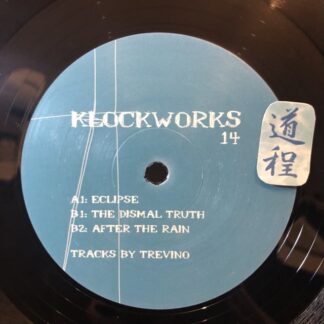 KLOCKWORKS
14
道程
A1: ECLIPSE
B1: THE DISMAL TRUTH
B2: AFTER THE RAIN
TRACKS BY TREVINO